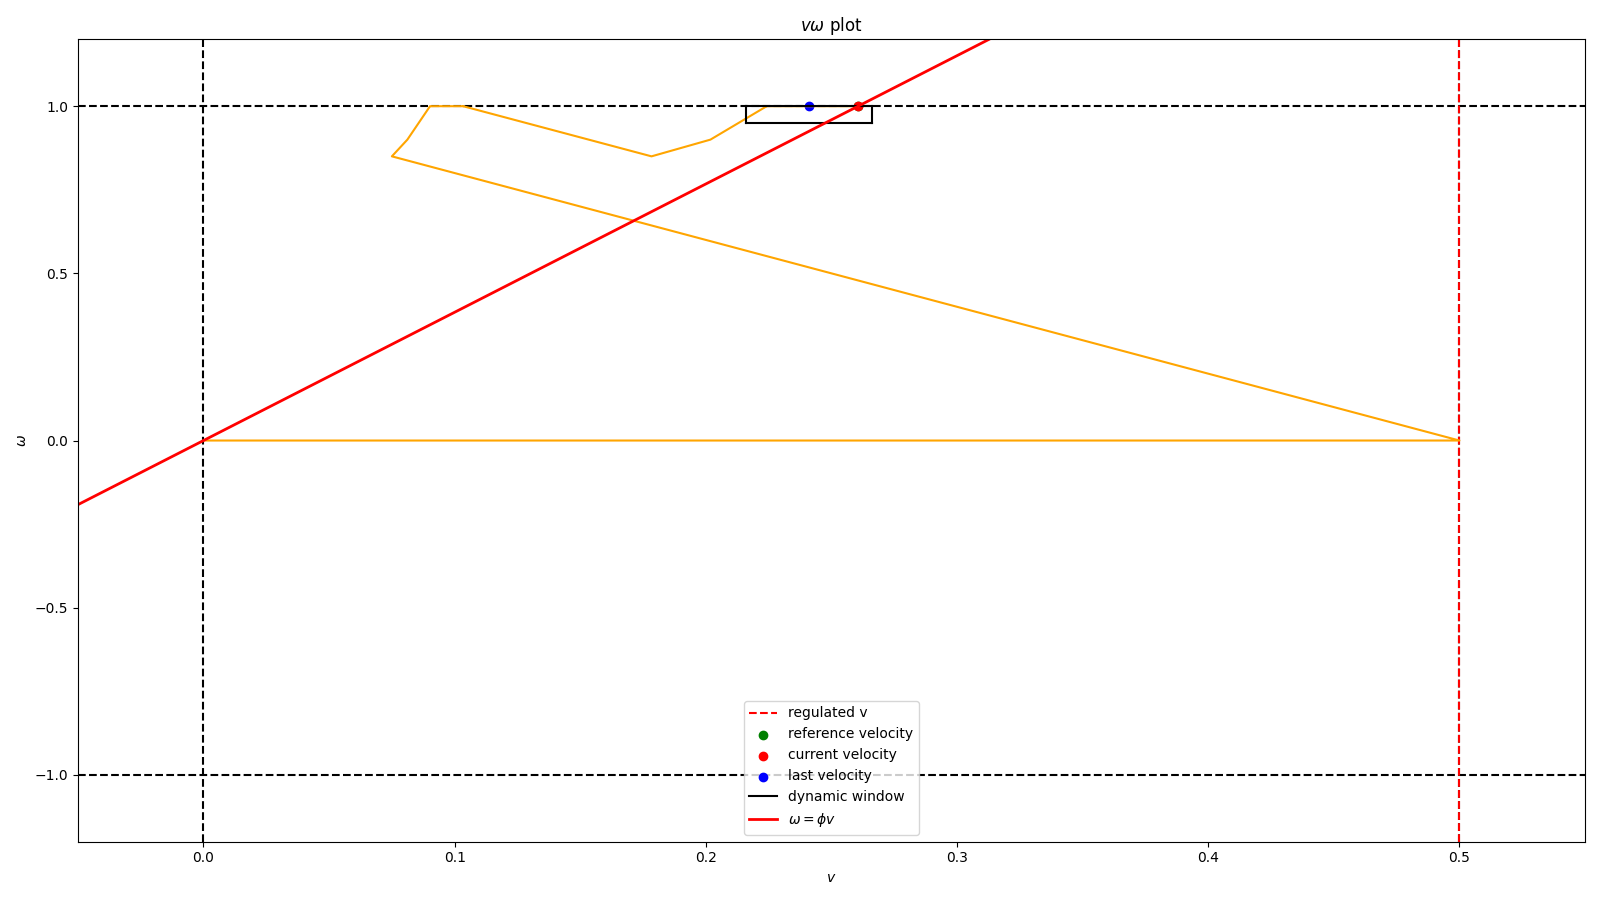 vω plot
1.0
0.5
0.0
−0.5
−1.0
ω
regulated v
reference velocity
current velocity
last velocity
dynamic window
ω = ϕv
0.0 0.1 0.2 0.3 0.4 0.5
v